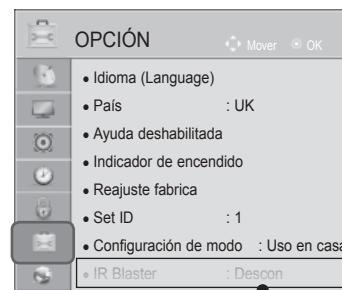 OPCIÓN
Mover OK
• Idioma (Language)
• País : UK
• Ayuda deshabilitada
• Indicador de encendido
• Reajuste fabrica
• Set ID : 1
• Configuración de modo : Uso en casa
• IR Blaster : Descon